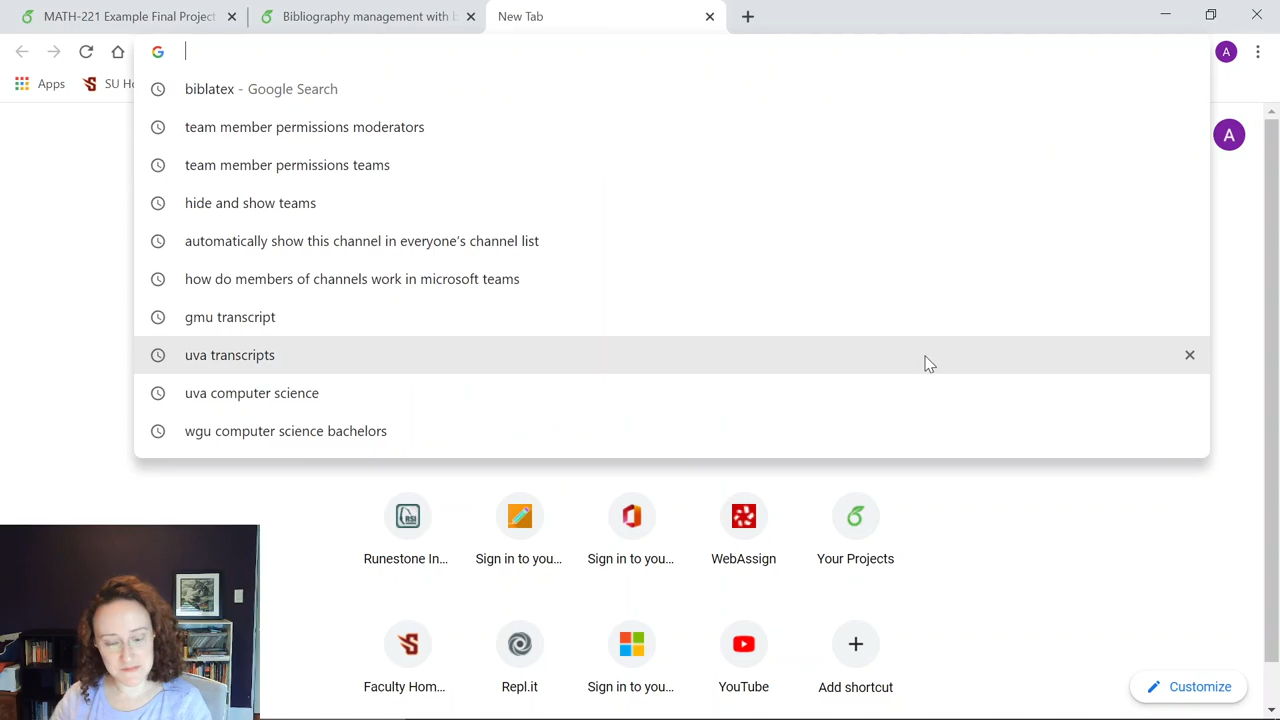 MATH-221 Example Final Project
Bibliography management with b
New Tab
A
Apps
SU Ho
biblatex - Google Search
team member permissions moderators
team member permissions teams
hide and show teams
automatically show this channel in everyone's channel list
how do members of channels work in microsoft teams
gmu transcript
uva transcripts
uva computer science
wgu computer science bachelors
A
RSI
Runestone In...
Sign in to you...
Sign in to you...
WebAssign
Your Projects
Faculty Hom...
Repl.it
Sign in to you...
YouTube
Add shortcut
Customize